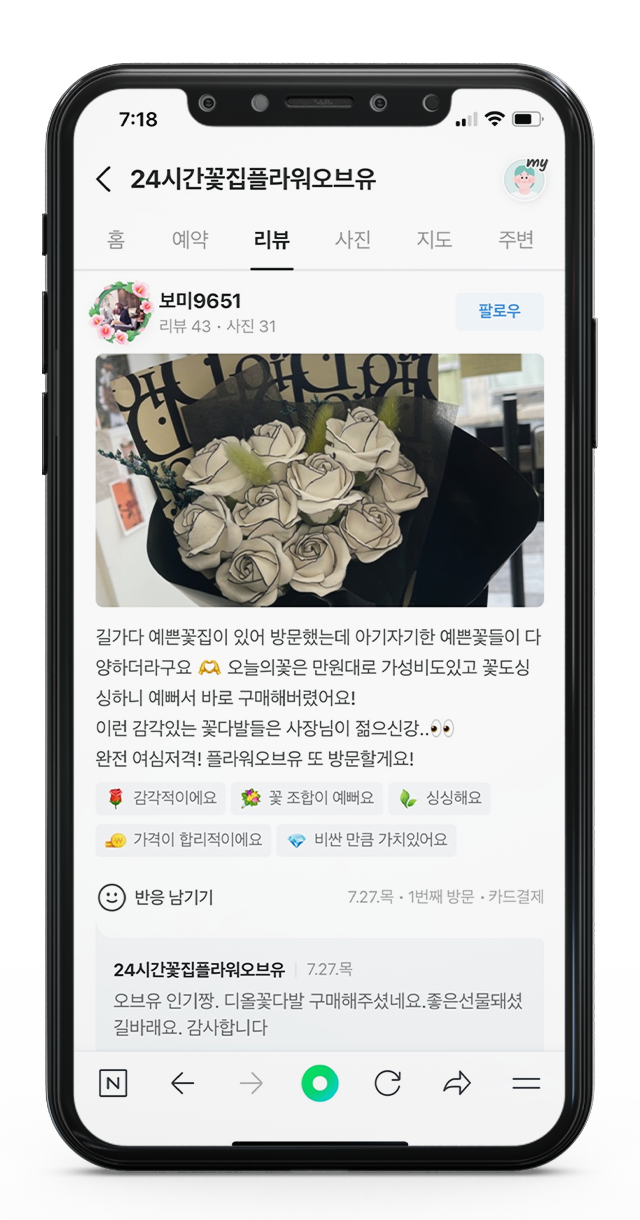 7:18
24시간꽃집플라워오브유
my
홈 예약 리뷰 사진 지도 주변
보미9651
리뷰 43 · 사진 31
팔로우
길가다 예쁜꽃집이 있어 방문했는데 아기자기한 예쁜꽃들이 다
양하더라구요 🫶 오늘의꽃은 만원대로 가성비도있고 꽃도싱
싱하니 예뻐서 바로 구매해버렸어요!
이런 감각있는 꽃다발들은 사장님이 젊으신강..👀
완전 여심저격! 플라워오브유 또 방문할게요!
🌹 감각적이에요 💐 꽃 조합이 예뻐요 🌿 싱싱해요
가격이 합리적이에요 💎 비싼 만큼 가치있어요
반응 남기기 7.27.목 · 1번째 방문 · 카드결제
24시간꽃집플라워오브유 7.27.목
오브유 인기짱. 디올꽃다발 구매해주셨네요.좋은선물돼셨
길바래요. 감사합니다
N